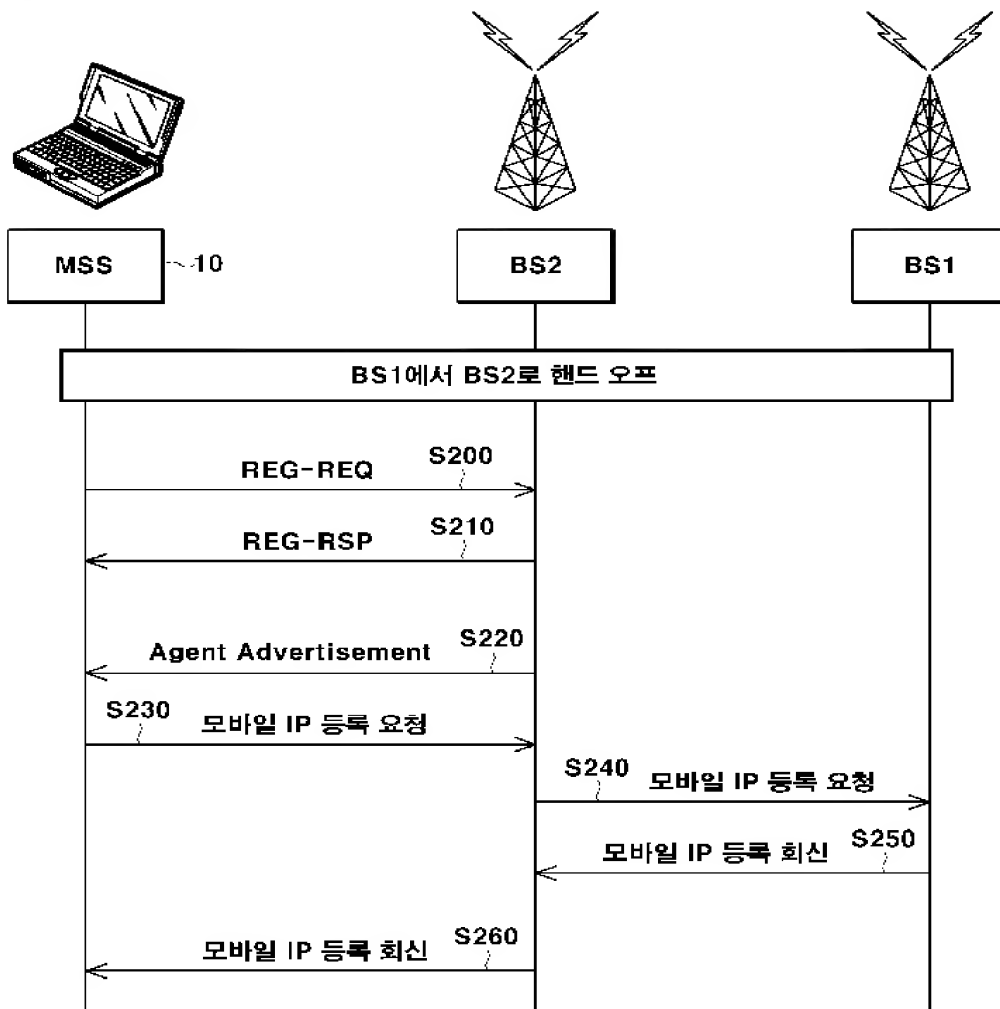 MSS
10
BS2
BS1
BS1에서 BS2로 핸드 오프
S200
REG-REQ
S210
REG-RSP
S220
Agent Advertisement
S230
모바일 IP 등록 요청
S240
모바일 IP 등록 요청
S250
모바일 IP 등록 회신
S260
모바일 IP 등록 회신